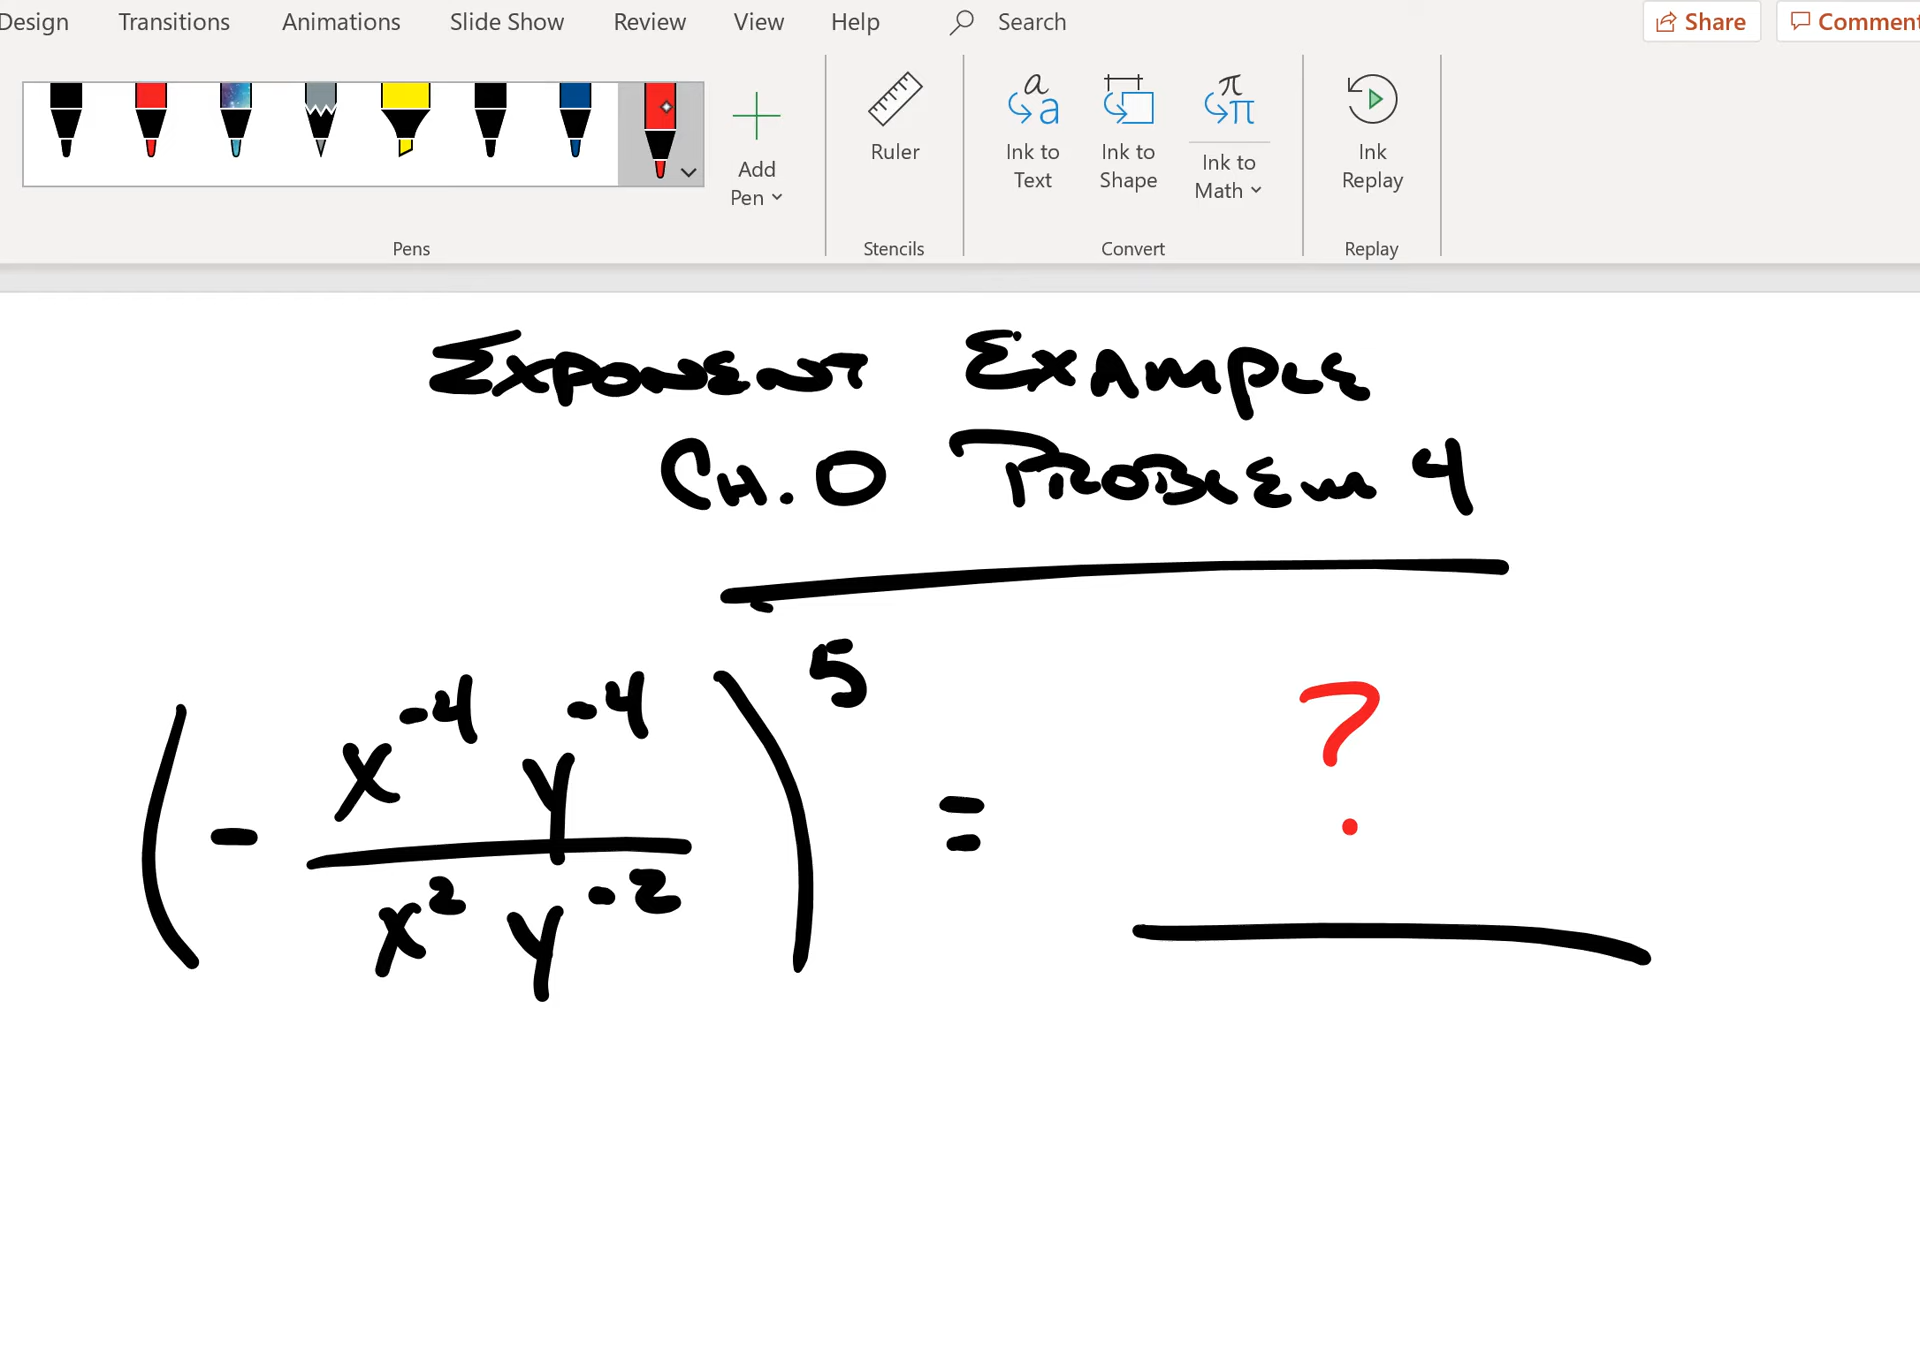 Design Transitions Animations Slide Show Review View Help Search Share Comment
a a π π
Ruler Ink to Ink to Ink to Ink
Add Text Shape Math Replay
Pen
Pens Stencils Convert Replay
EXPONENT EXAMPLE
CH. 0 PROBLEM 4
(- x^-4 y^-4 / x^2 y^-2)^5 = ?